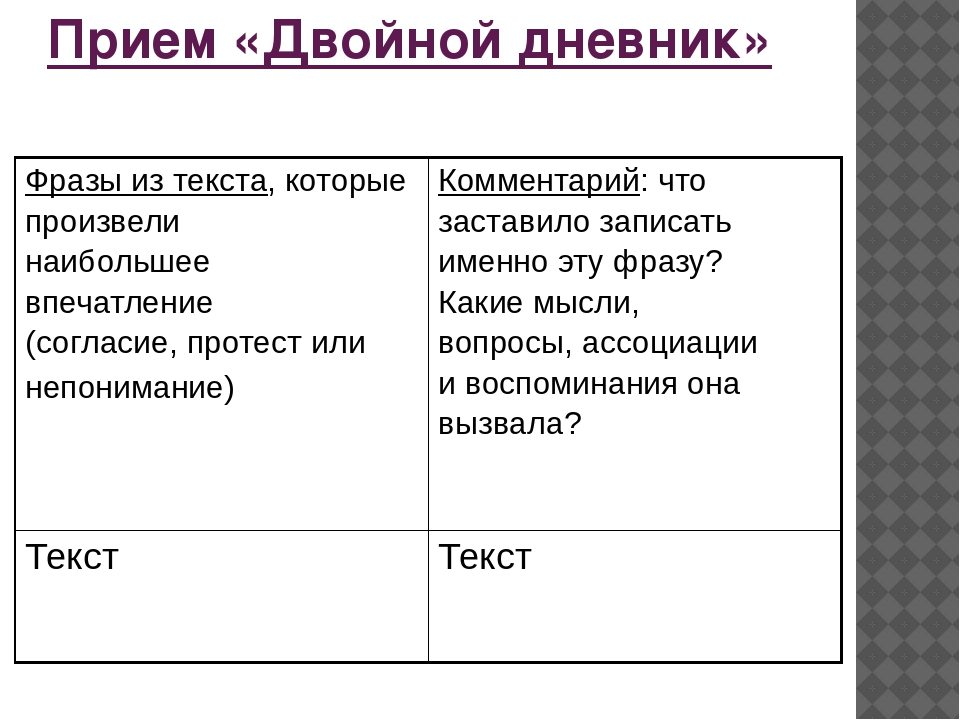 Прием «Двойной дневник»
Фразы из текста, которые
произвели
наибольшее
впечатление
(согласие, протест или
непонимание)
Комментарий: что
заставило записать
именно эту фразу?
Какие мысли,
вопросы, ассоциации
и воспоминания она
вызвала?
Текст
Текст